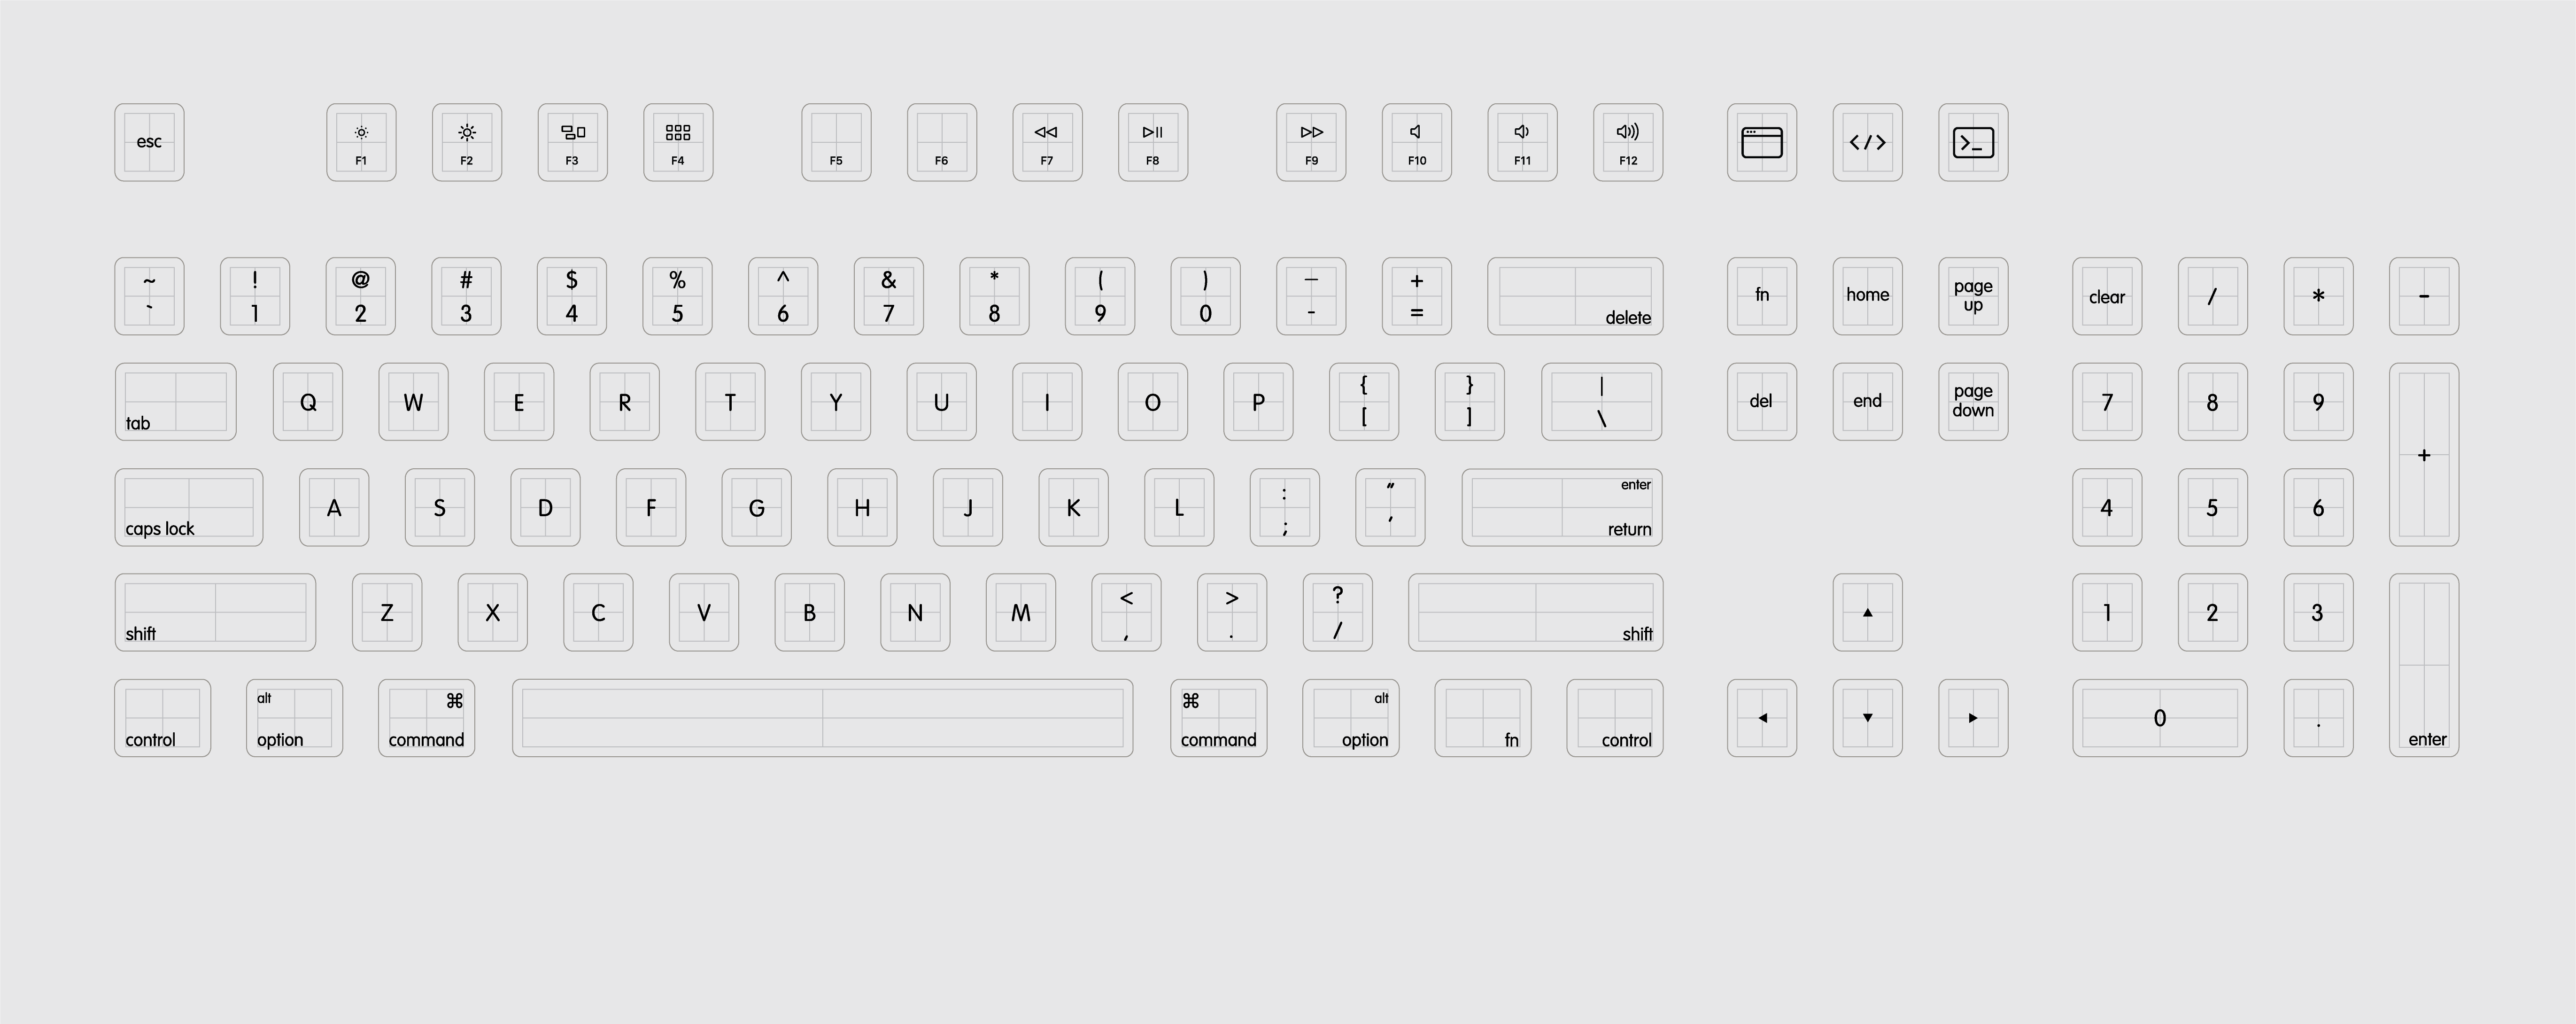 esc F1 F2 F3 F4 F5 F6 F7 F8 F9 F10 F11 F12 </>  >_
~ ! @ # $ % ^ & * ( ) — +
` 1 2 3 4 5 6 7 8 9 0 - = delete fn home page up clear / * -
tab Q W E R T Y U I O P { [ } ] | \ del end page down 7 8 9 +
caps lock A S D F G H J K L : ; " ' enter return 4 5 6
shift Z X C V B N M < , > . ? / shift ▲ 1 2 3
control alt option ⌘ command ⌘ command alt option fn control ◀ ▼ ▶ 0 . enter